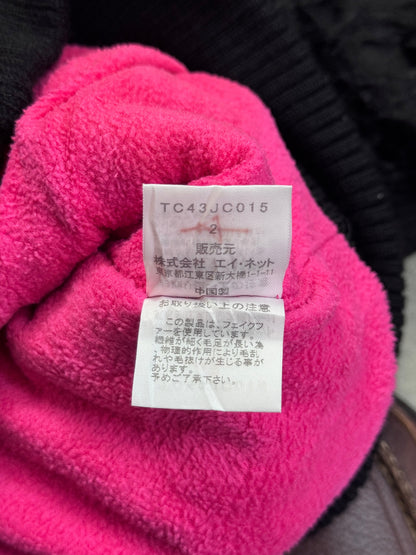 TC43JC015
2
販売元
株式会社 エイ・ネット
東京都江東区新大橋1-1-11
中国製
お取り扱い上の注意
この製品は、フェイクファ
ァーを使用しています。
繊維が細く毛足が長い為
、物理的作用により毛乱
れや毛抜けが生じる事が
あります。
予めご了承下さい。